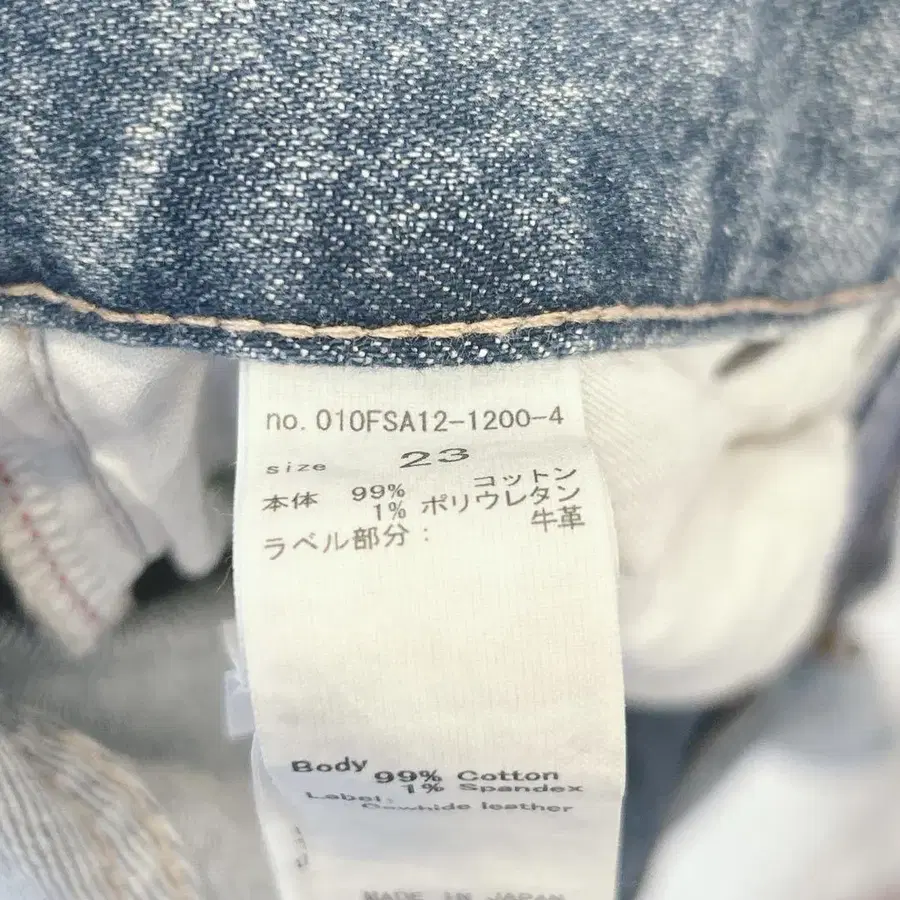 no. 010FSA12-1200-4
size 23
本体 99% コットン
1% ポリウレタン
ラベル部分： 牛革
Body 99% Cotton
1% Spandex
Label: Cowhide leather
MADE IN JAPAN